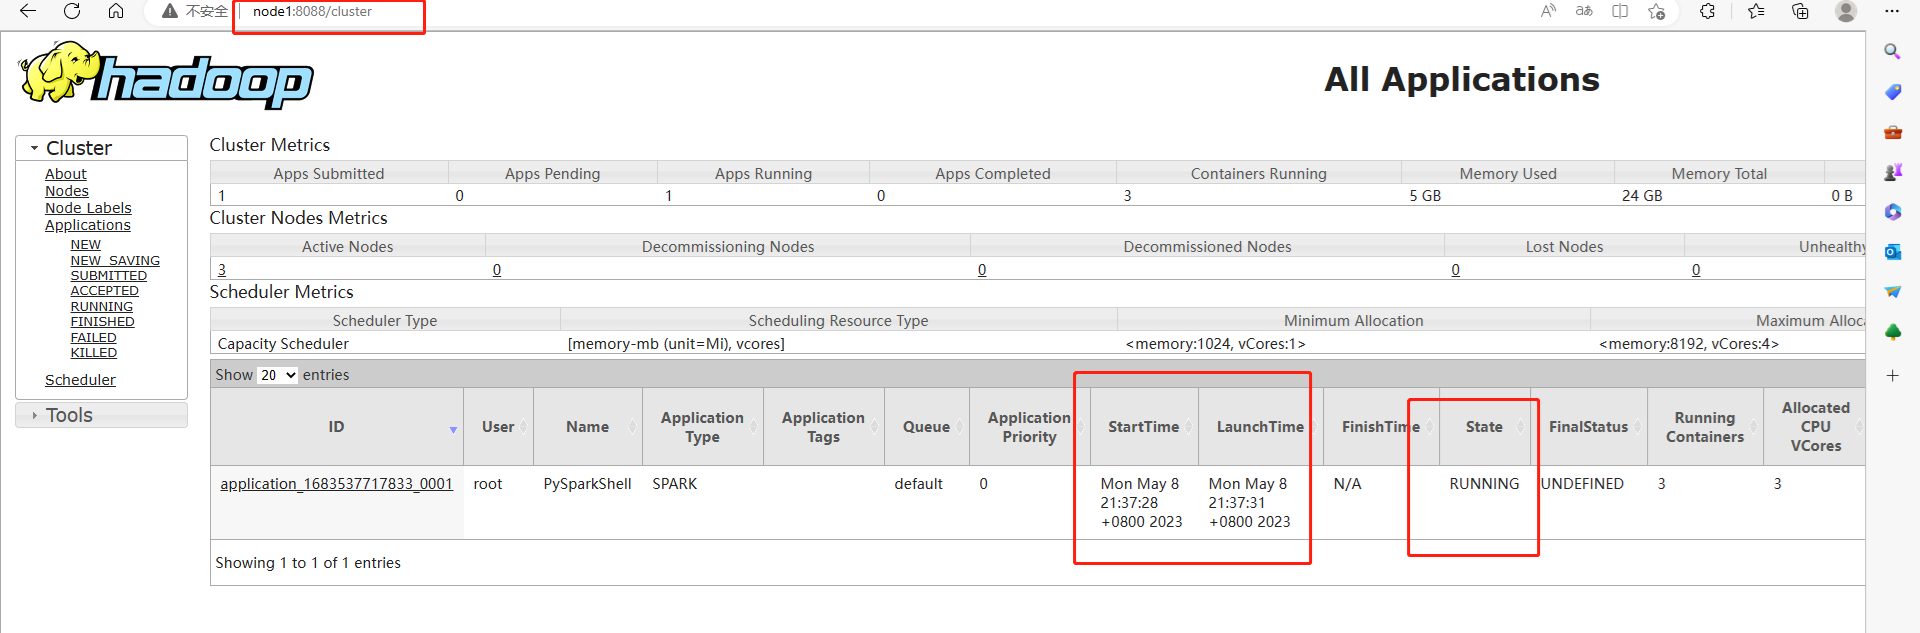 不安全 node1:8088/cluster
hadoop
All Applications
Cluster
About
Nodes
Node Labels
Applications
NEW
NEW_SAVING
SUBMITTED
ACCEPTED
RUNNING
FINISHED
FAILED
KILLED
Scheduler
Tools
Cluster Metrics
Apps Submitted Apps Pending Apps Running Apps Completed Containers Running Memory Used Memory Total
1 0 1 0 3 5 GB 24 GB 0 B
Cluster Nodes Metrics
Active Nodes Decommissioning Nodes Decommissioned Nodes Lost Nodes Unhealthy
3 0 0 0 0
Scheduler Metrics
Scheduler Type Scheduling Resource Type Minimum Allocation Maximum Alloc
Capacity Scheduler [memory-mb (unit=Mi), vcores] <memory:1024, vCores:1> <memory:8192, vCores:4>
Show 20 entries
ID User Name Application Type Application Tags Queue Application Priority StartTime LaunchTime FinishTime State FinalStatus Running Containers Allocated CPU VCores
application_1683537717833_0001 root PySparkShell SPARK default 0 Mon May 8 21:37:28 +0800 2023 Mon May 8 21:37:31 +0800 2023 N/A RUNNING UNDEFINED 3 3
Showing 1 to 1 of 1 entries